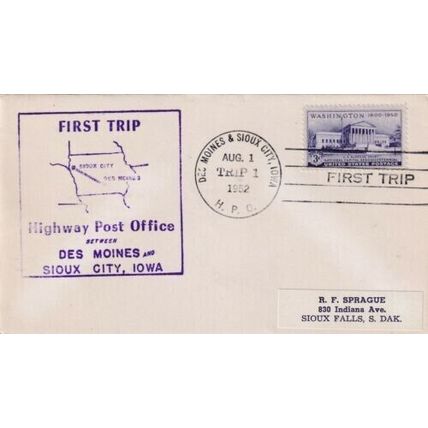 FIRST TRIP
SIOUX CITY
DES MOINES
Highway Post Office
BETWEEN
DES MOINES AND
SIOUX CITY, IOWA
DES MOINES & SIOUX CITY, IOWA
AUG. 1
TRIP 1
1952
H. P. O.
WASHINGTON 1800-1950
3¢
UNITED STATES POSTAGE
FIRST TRIP
R. F. SPRAGUE
830 Indiana Ave.
SIOUX FALLS, S. DAK.